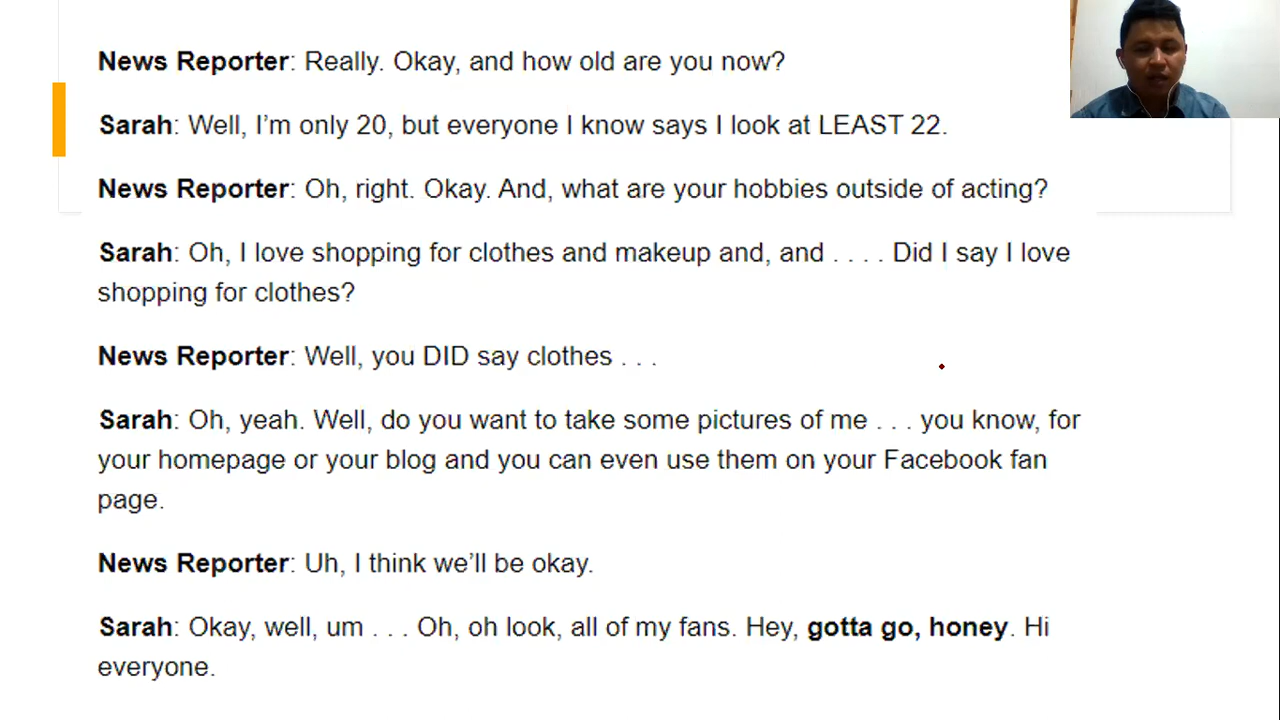 News Reporter: Really. Okay, and how old are you now?
Sarah: Well, I’m only 20, but everyone I know says I look at LEAST 22.
News Reporter: Oh, right. Okay. And, what are your hobbies outside of acting?
Sarah: Oh, I love shopping for clothes and makeup and, and . . . . Did I say I love
shopping for clothes?
News Reporter: Well, you DID say clothes . . .
Sarah: Oh, yeah. Well, do you want to take some pictures of me . . . you know, for
your homepage or your blog and you can even use them on your Facebook fan
page.
News Reporter: Uh, I think we’ll be okay.
Sarah: Okay, well, um . . . Oh, oh look, all of my fans. Hey, gotta go, honey. Hi
everyone.